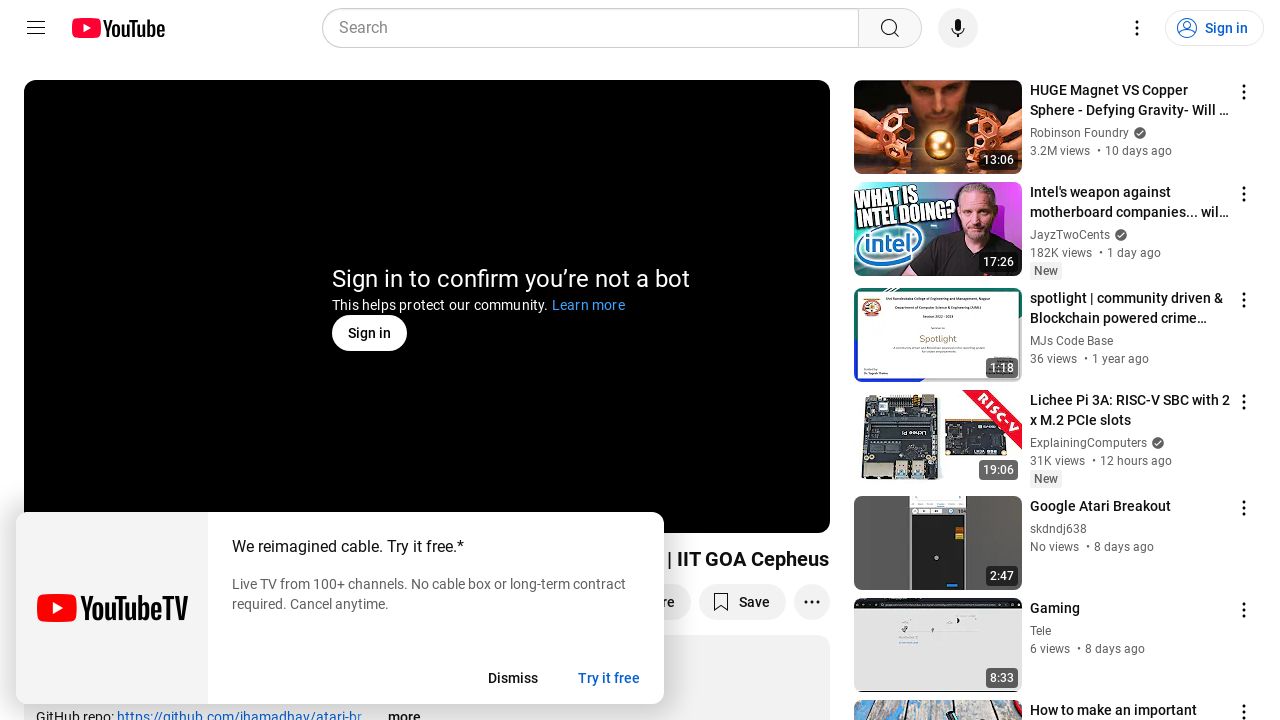 YouTube
Search
Sign in
Sign in to confirm you’re not a bot
This helps protect our community. Learn more
Sign in
| IIT GOA Cepheus
Save
We reimagined cable. Try it free.*
Live TV from 100+ channels. No cable box or long-term contract
required. Cancel anytime.
YouTubeTV
Dismiss
Try it free
GitHub repo: https://github.com/jhamadhav/atari-br...
...more
13:06
HUGE Magnet VS Copper
Sphere - Defying Gravity- Will …
Robinson Foundry
3.2M views • 10 days ago
WHAT IS
INTEL DOING?
intel
17:26
Intel's weapon against
motherboard companies... wil…
JayzTwoCents
182K views • 1 day ago
New
Spotlight
1:18
spotlight | community driven &
Blockchain powered crime…
MJs Code Base
36 views • 1 year ago
RISC-V
Lichee Pi
19:06
Lichee Pi 3A: RISC-V SBC with 2
x M.2 PCIe slots
ExplainingComputers
31K views • 12 hours ago
New
2:47
Google Atari Breakout
skdndj638
No views • 8 days ago
8:33
Gaming
Tele
6 views • 8 days ago
How to make an important